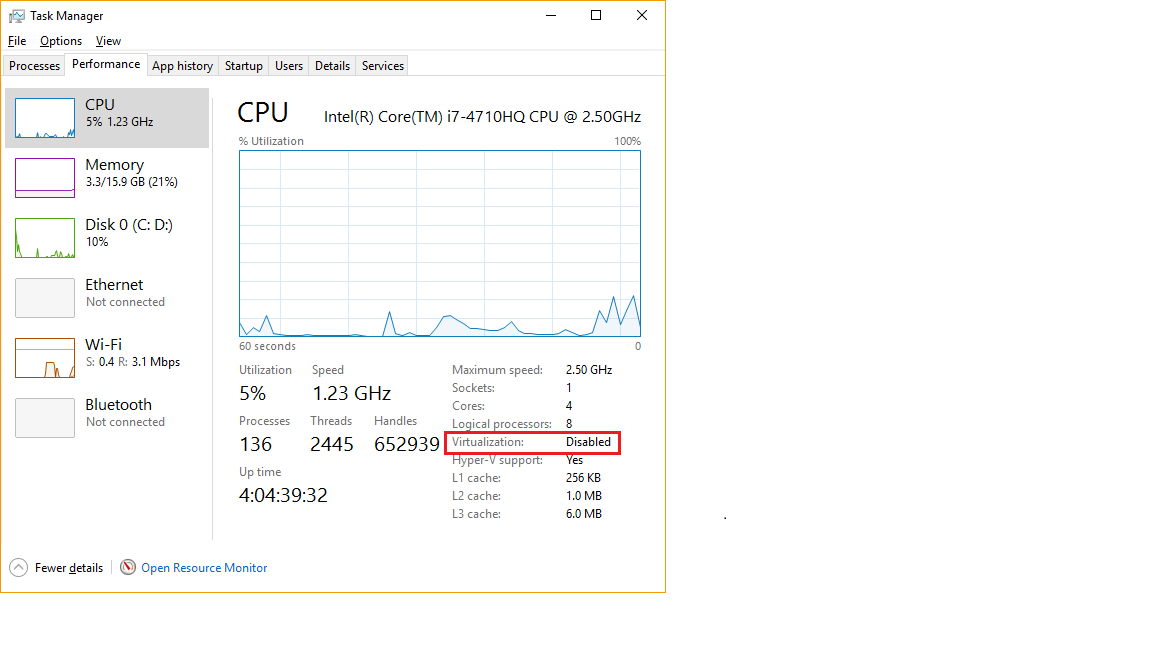 Task Manager
File Options View
Processes Performance App history Startup Users Details Services
CPU
5% 1.23 GHz
Memory
3.3/15.9 GB (21%)
Disk 0 (C: D:)
10%
Ethernet
Not connected
Wi-Fi
S: 0.4 R: 3.1 Mbps
Bluetooth
Not connected
CPU Intel(R) Core(TM) i7-4710HQ CPU @ 2.50GHz
% Utilization 100%
60 seconds 0
Utilization Speed
5% 1.23 GHz
Processes Threads Handles
136 2445 652939
Up time
4:04:39:32
Maximum speed: 2.50 GHz
Sockets: 1
Cores: 4
Logical processors: 8
Virtualization: Disabled
Hyper-V support: Yes
L1 cache: 256 KB
L2 cache: 1.0 MB
L3 cache: 6.0 MB
.
Fewer details Open Resource Monitor